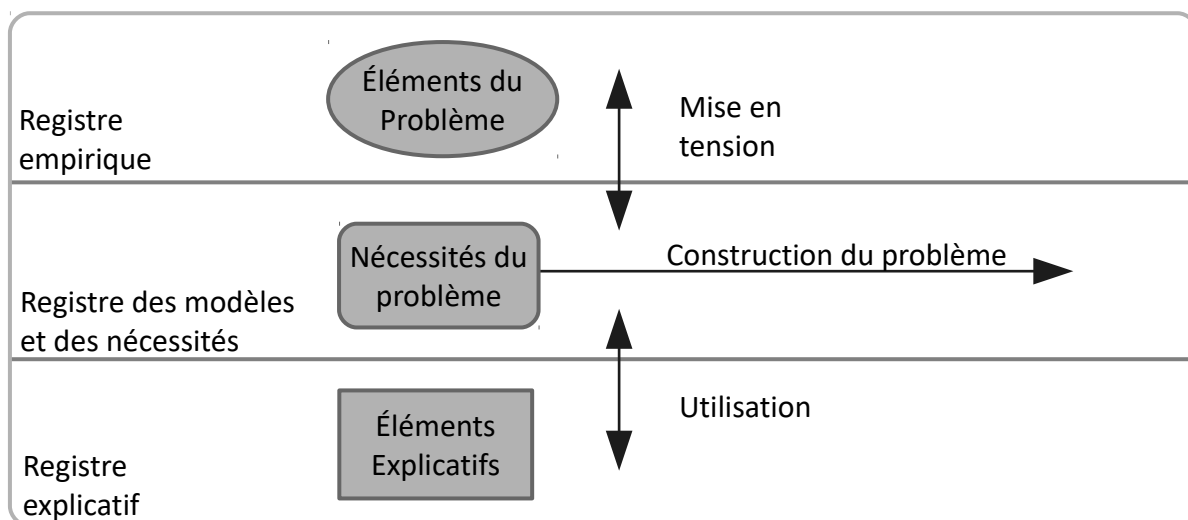 Éléments du
Problème
Mise en
tension
Registre
empirique
Nécessités du
problème
Construction du problème
Registre des modèles
et des nécessités
Éléments
Explicatifs
Utilisation
Registre
explicatif